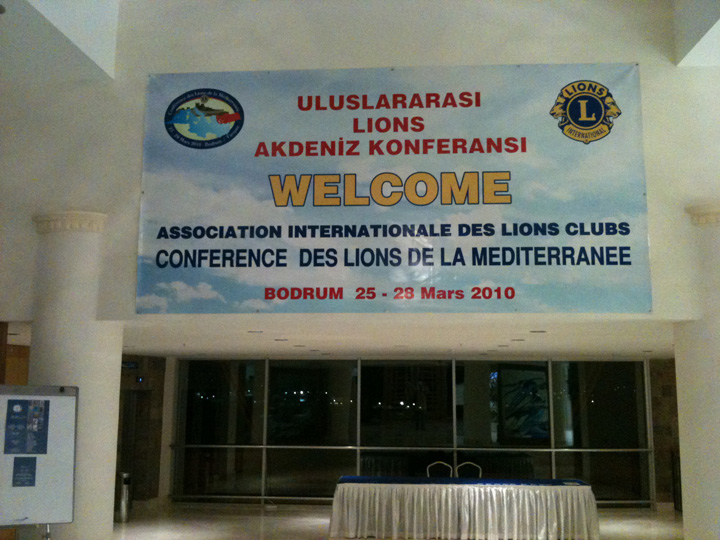 ULUSLARARASI
LIONS
AKDENİZ KONFERANSI
WELCOME
ASSOCIATION INTERNATIONALE DES LIONS CLUBS
CONFERENCE DES LIONS DE LA MEDITERRANEE
BODRUM 25 - 28 Mars 2010
LIONS
L
INTERNATIONAL